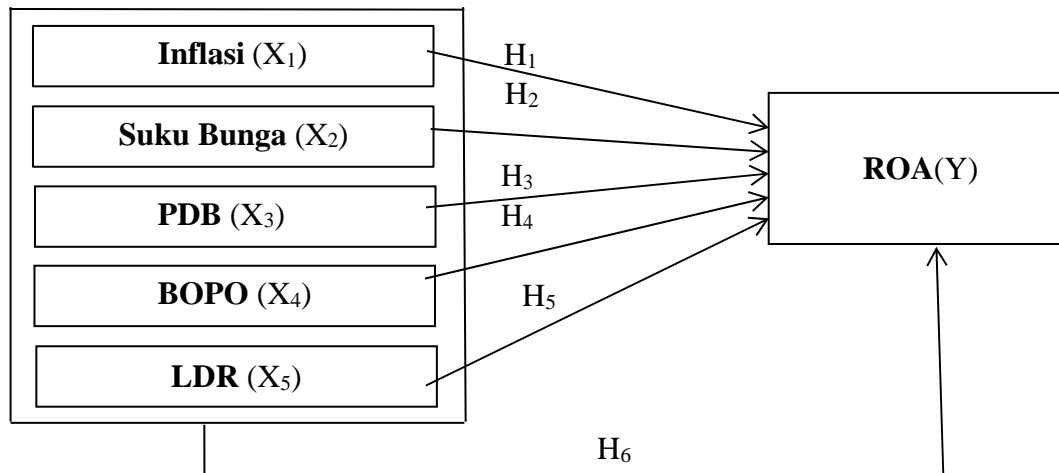 Inflasi (X₁)
H₁
H₂
Suku Bunga (X₂)
ROA(Y)
H₃
PDB (X₃)
H₄
BOPO (X₄)
H₅
LDR (X₅)
H₆